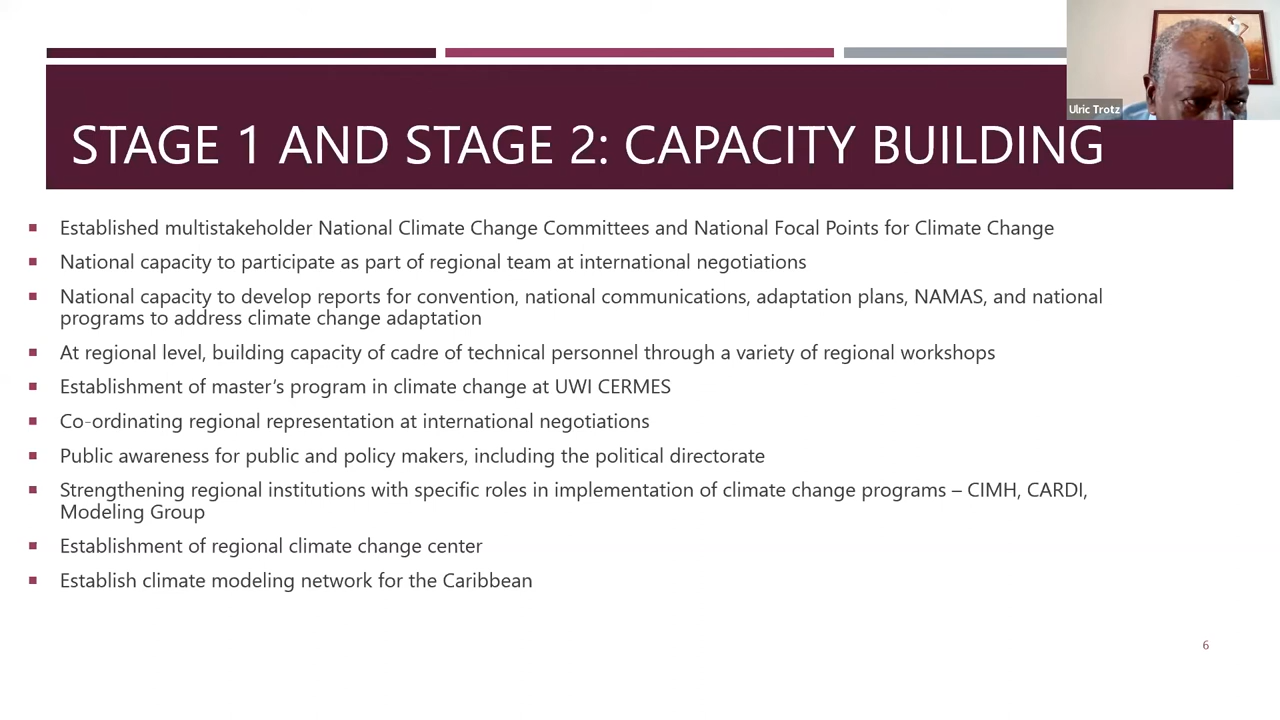 Ulric Trotz
STAGE 1 AND STAGE 2: CAPACITY BUILDING
Established multistakeholder National Climate Change Committees and National Focal Points for Climate Change
National capacity to participate as part of regional team at international negotiations
National capacity to develop reports for convention, national communications, adaptation plans, NAMAS, and national
programs to address climate change adaptation
At regional level, building capacity of cadre of technical personnel through a variety of regional workshops
Establishment of master's program in climate change at UWI CERMES
Co-ordinating regional representation at international negotiations
Public awareness for public and policy makers, including the political directorate
Strengthening regional institutions with specific roles in implementation of climate change programs – CIMH, CARDI,
Modeling Group
Establishment of regional climate change center
Establish climate modeling network for the Caribbean
6